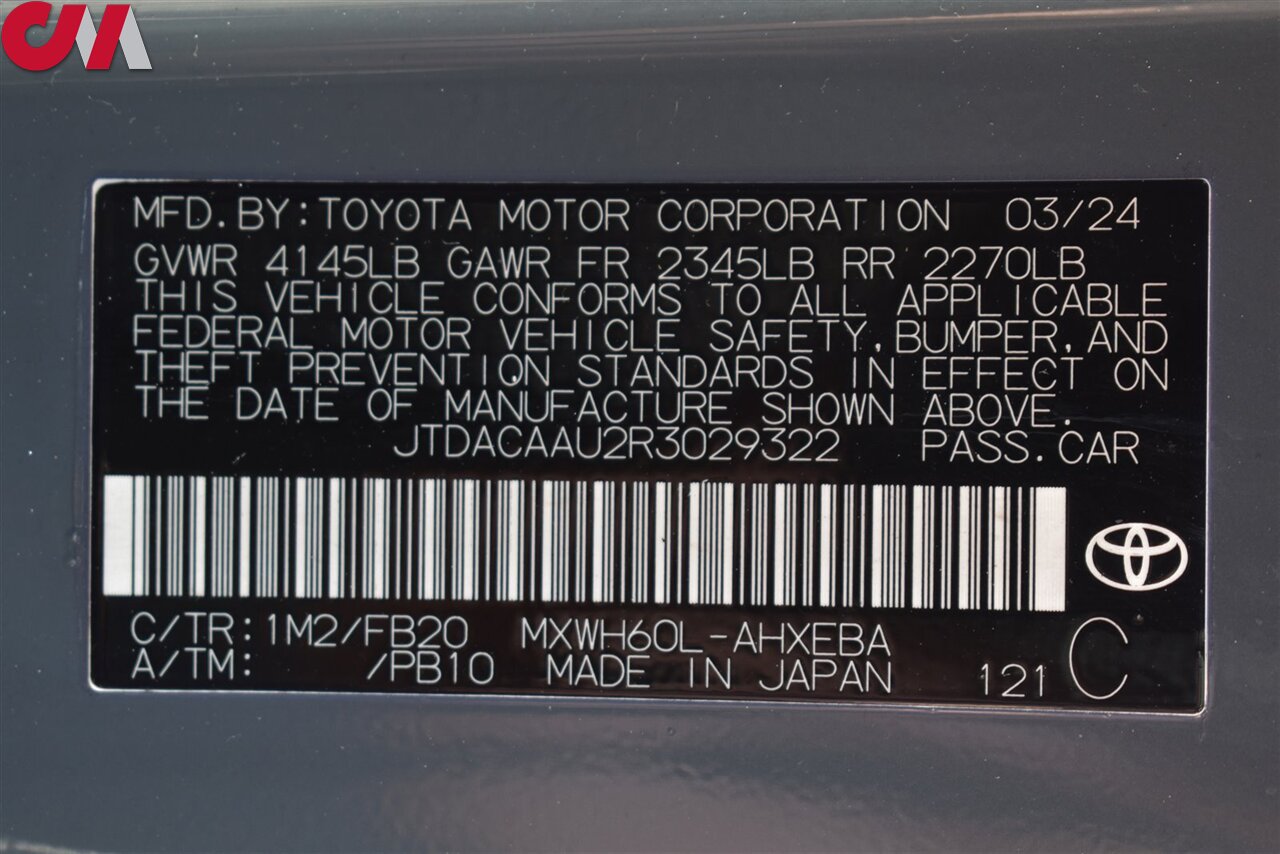 CM
MFD.BY:TOYOTA MOTOR CORPORATION 03/24
GVWR 4145LB GAWR FR 2345LB RR 2270LB
THIS VEHICLE CONFORMS TO ALL APPLICABLE
FEDERAL MOTOR VEHICLE SAFETY,BUMPER,AND
THEFT PREVENTION STANDARDS IN EFFECT ON
THE DATE OF MANUFACTURE SHOWN ABOVE.
JTDACAAU2R3029322 PASS.CAR
C/TR:1M2/FB20 MXWH60L-AHXEBA
A/TM: /PB10 MADE IN JAPAN 121 C